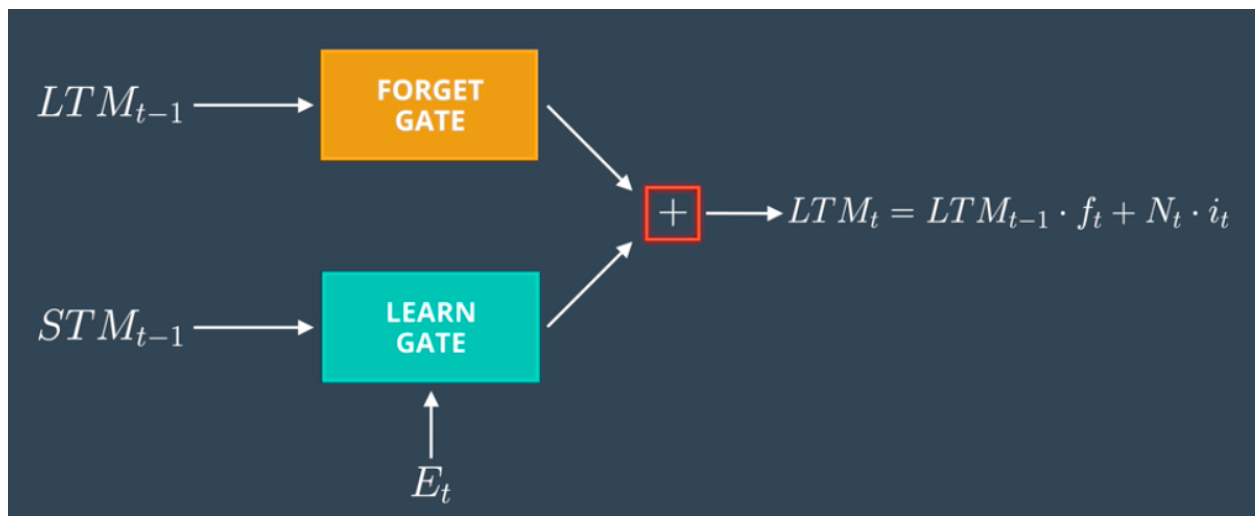 LTM_{t-1}
FORGET
GATE
+
LTM_t = LTM_{t-1} · f_t + N_t · i_t
STM_{t-1}
LEARN
GATE
E_t